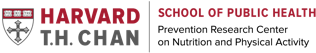 HARVARD
T.H. CHAN
SCHOOL OF PUBLIC HEALTH
Prevention Research Center
on Nutrition and Physical Activity